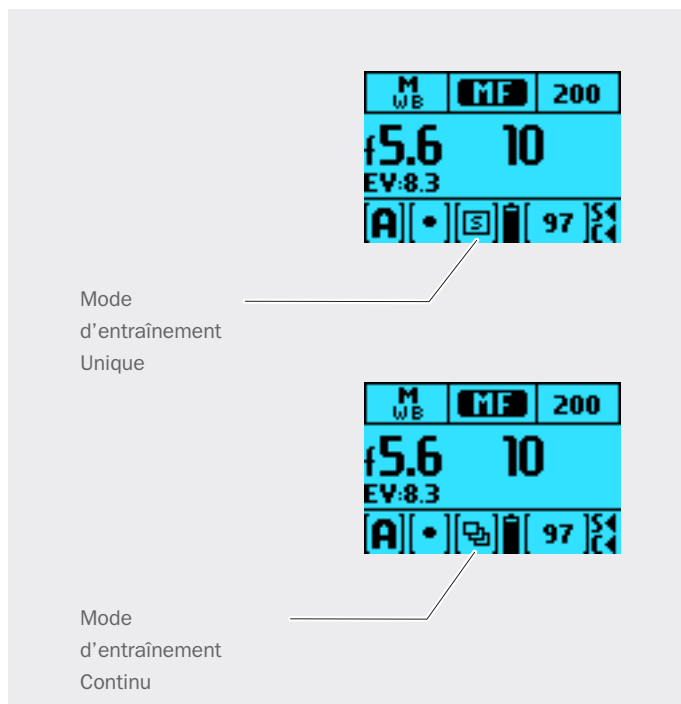 M WB MF 200
f5.6 10
EV:8.3
[A][•][S][ 97 ]S C
Mode
d’entraînement
Unique
M WB MF 200
f5.6 10
EV:8.3
[A][•][ ][ 97 ]S C
Mode
d’entraînement
Continu